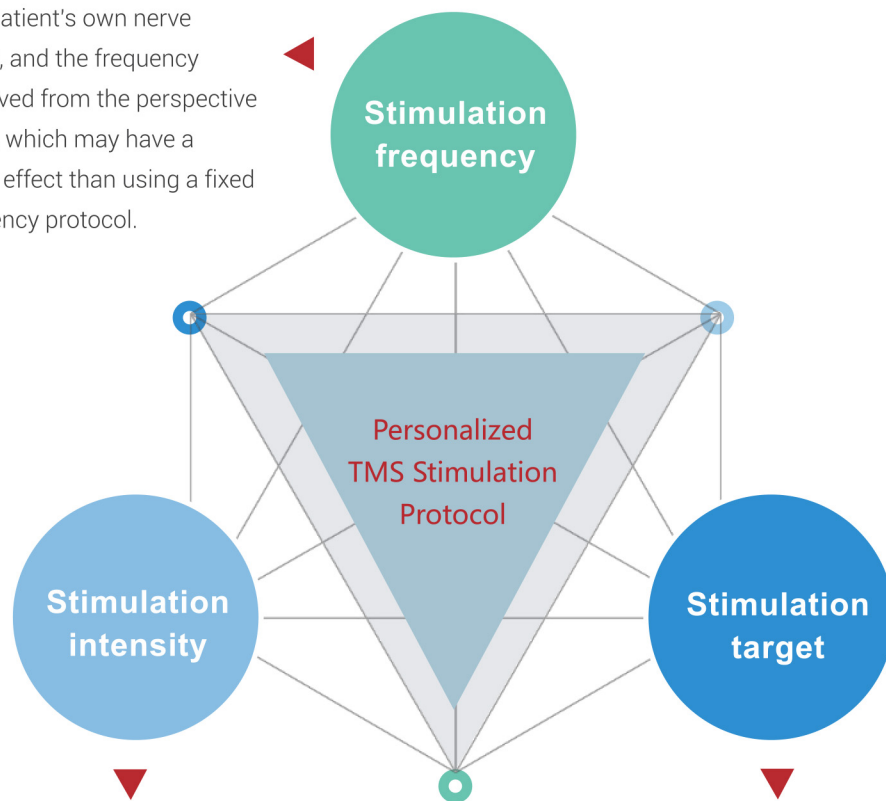 atient's own nerve
, and the frequency
ved from the perspective
which may have a
effect than using a fixed
ency protocol.
Stimulation
frequency
Personalized
TMS Stimulation
Protocol
Stimulation
intensity
Stimulation
target